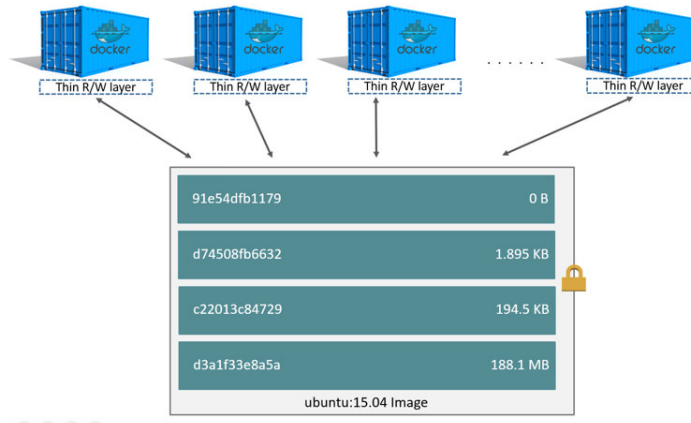 docker docker docker docker
Thin R/W layer Thin R/W layer Thin R/W layer ...... Thin R/W layer
91e54dfb1179 0 B
d74508fb6632 1.895 KB
c22013c84729 194.5 KB
d3a1f33e8a5a 188.1 MB
ubuntu:15.04 Image